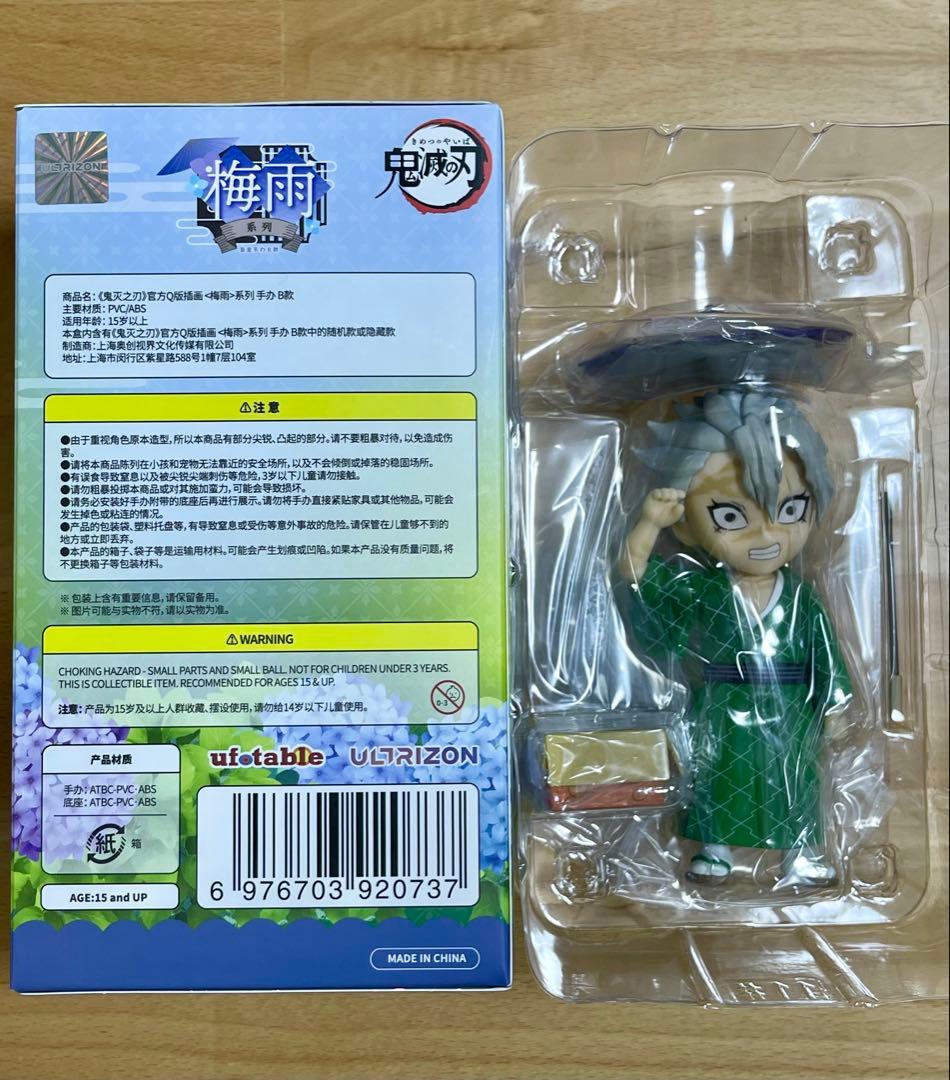 ULTRIZON
梅雨
系列
きめつのやいば
鬼滅の刃
商品名:《鬼灭之刃》官方Q版插画<梅雨>系列 手办 B款
主要材质: PVC/ABS
适用年龄: 15岁以上
本盒内含有《鬼灭之刃》官方Q版插画<梅雨>系列 手办 B款中的随机款或隐藏款
制造商:上海奥创视界文化传媒有限公司
地址:上海市闵行区紫星路588号1幢7层104室
⚠注意
●由于重视角色原本造型,所以本商品有部分尖锐、凸起的部分。请不要粗暴对待,以免造成伤
害。
●请将本商品陈列在小孩和宠物无法靠近的安全场所,以及不会倾倒或掉落的稳固场所。
●有误食导致窒息以及被尖锐尖端刺伤等危险,3岁以下儿童请勿接触。
●请勿粗暴投掷本商品或对其施加蛮力,可能会导致损坏。
●请务必安装好手办附带的底座后再进行展示。请勿将手办直接紧贴家具或其他物品,可能会
发生掉色或粘连的情况。
●产品的包装袋、塑料托盘等,有导致窒息或受伤等意外事故的危险。请保管在儿童够不到的
地方或立即丢弃。
●本产品的箱子、袋子等是运输用材料。可能会产生划痕或凹陷。如果本产品没有质量问题,将
不更换箱子等包装材料。
※ 包装上含有重要信息,请保留备用。
※ 图片可能与实物不符,请以实物为准。
⚠WARNING
CHOKING HAZARD - SMALL PARTS AND SMALL BALL. NOT FOR CHILDREN UNDER 3 YEARS.
THIS IS COLLECTIBLE ITEM. RECOMMENDED FOR AGES 15 & UP.
0-3
注意: 产品为15岁及以上人群收藏、摆设使用,请勿给14岁以下儿童使用。
产品材质
手办: ATBC-PVC·ABS
底座: ATBC-PVC·ABS
紙 箱
AGE:15 and UP
ufotable ULTRIZON
6 976703 920737
MADE IN CHINA